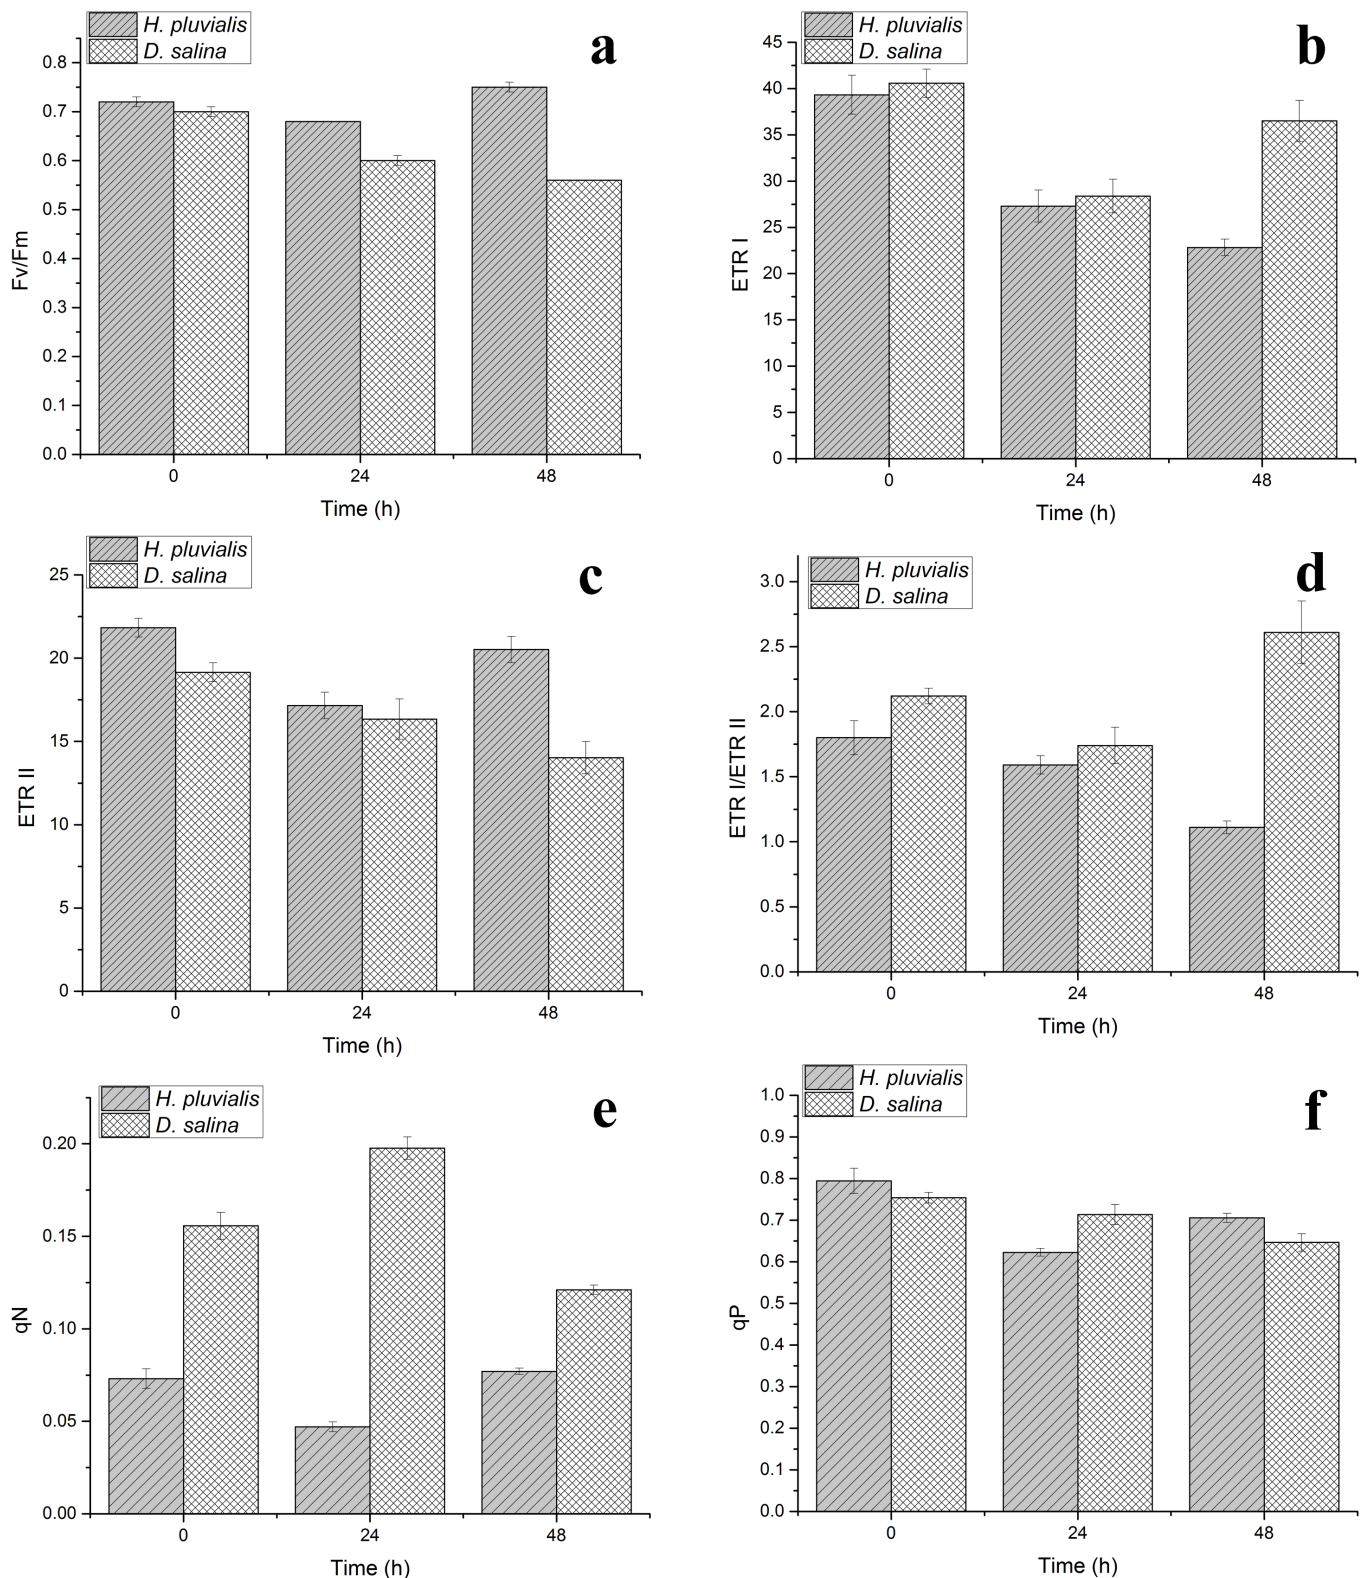 H. pluvialis
D. salina
a
0.8
0.7
0.6
0.5
0.4
0.3
0.2
0.1
0.0
Fv/Fm
0
24
48
Time (h)
H. pluvialis
D. salina
b
45
40
35
30
25
20
15
10
5
0
ETR I
0
24
48
Time (h)
H. pluvialis
D. salina
c
25
20
15
10
5
0
ETR II
0
24
48
Time (h)
H. pluvialis
D. salina
d
3.0
2.5
2.0
1.5
1.0
0.5
0.0
ETR I/ETR II
0
24
48
Time (h)
H. pluvialis
D. salina
e
0.20
0.15
0.10
0.05
0.00
qN
0
24
48
Time (h)
H. pluvialis
D. salina
f
1.0
0.9
0.8
0.7
0.6
0.5
0.4
0.3
0.2
0.1
0.0
qP
0
24
48
Time (h)